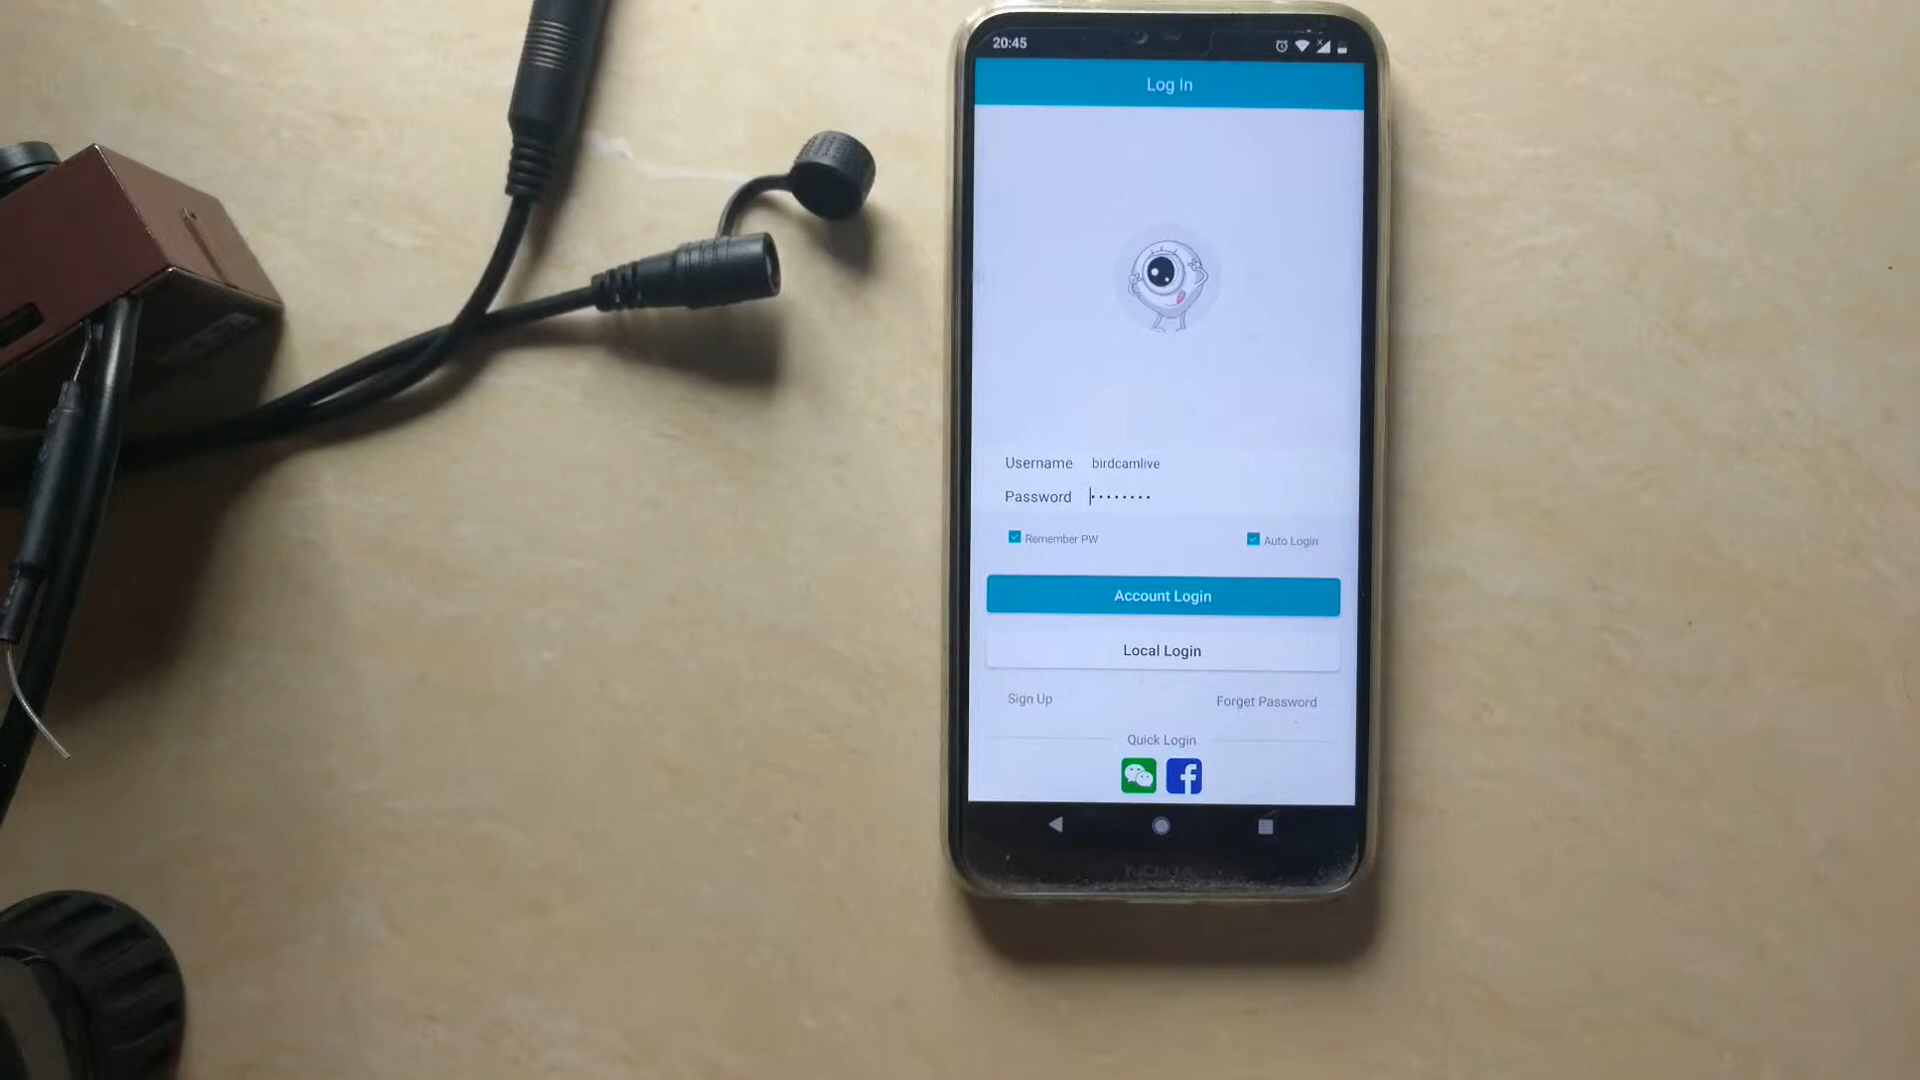 20:45
Log In
Username birdcamlive
Password ••••••••
Remember PW Auto Login
Account Login
Local Login
Sign Up Forget Password
Quick Login
NOKIA